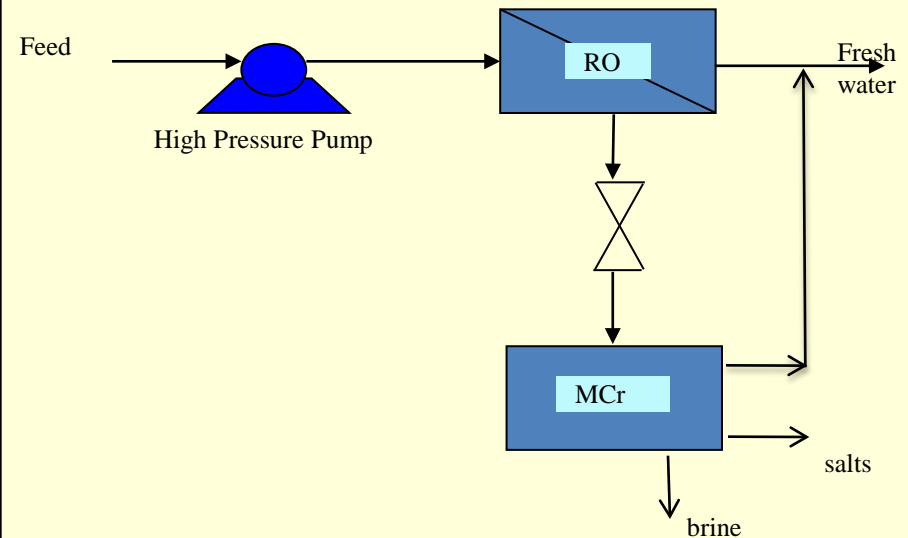 Feed
RO
Fresh
water
High Pressure Pump
MCr
salts
brine